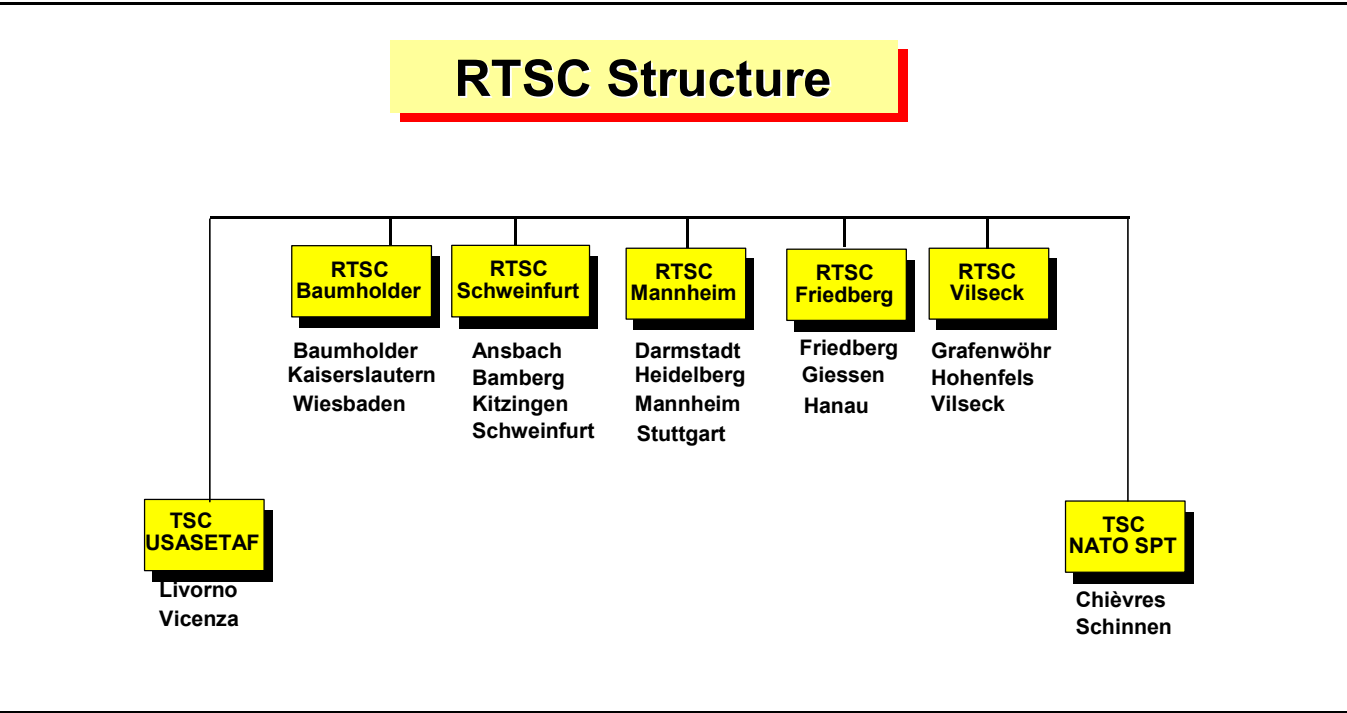 RTSC Structure
RTSC
Baumholder
Baumholder
Kaiserslautern
Wiesbaden
RTSC
Schweinfurt
Ansbach
Bamberg
Kitzingen
Schweinfurt
RTSC
Mannheim
Darmstadt
Heidelberg
Mannheim
Stuttgart
RTSC
Friedberg
Friedberg
Giessen
Hanau
RTSC
Vilseck
Grafenwöhr
Hohenfels
Vilseck
TSC
USASETAF
Livorno
Vicenza
TSC
NATO SPT
Chièvres
Schinnen